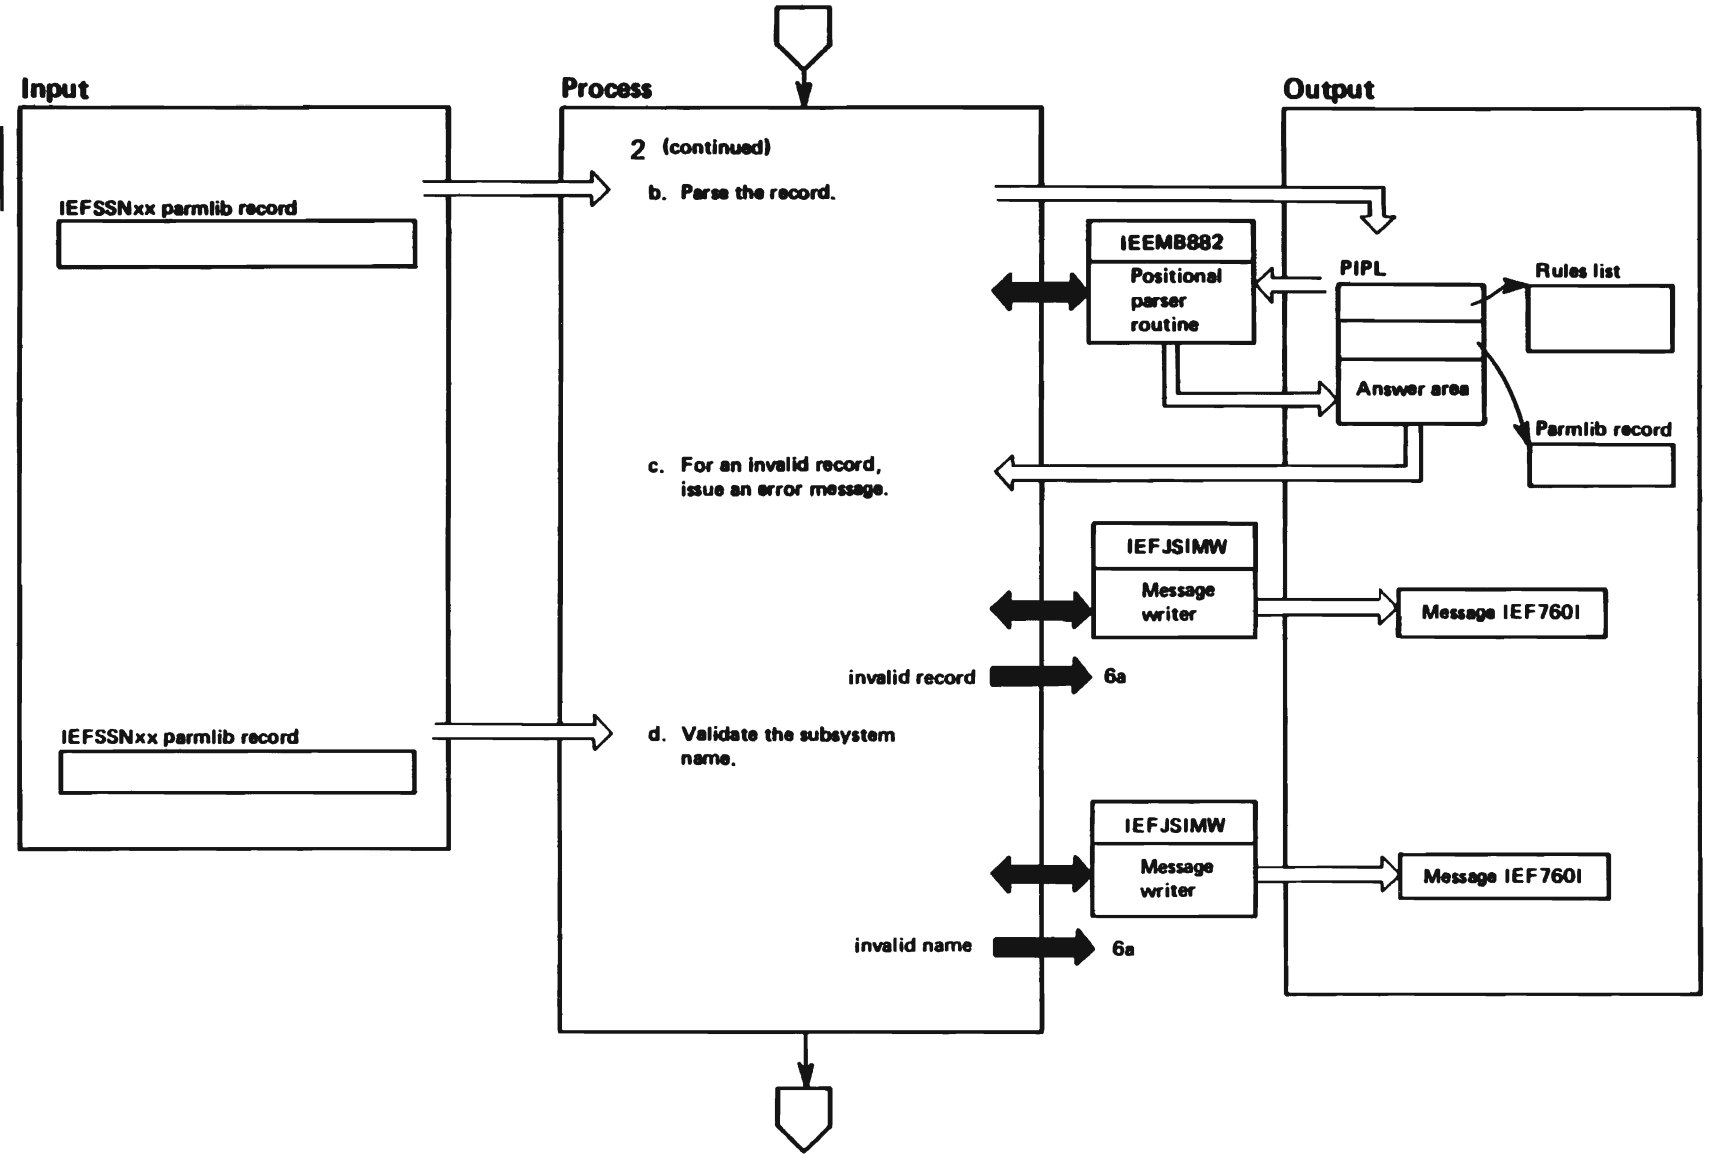 Input
Process
Output
2 (continued)
b. Parse the record.
IEFSSNxx parmlib record
IEEMB882
Positional
parser
routine
PIPL
Rules list
Answer area
Parmlib record
c. For an invalid record,
issue an error message.
IEFJSIMW
Message
writer
Message IEF760I
invalid record
6a
IEFSSNxx parmlib record
d. Validate the subsystem
name.
IEFJSIMW
Message
writer
Message IEF760I
invalid name
6a